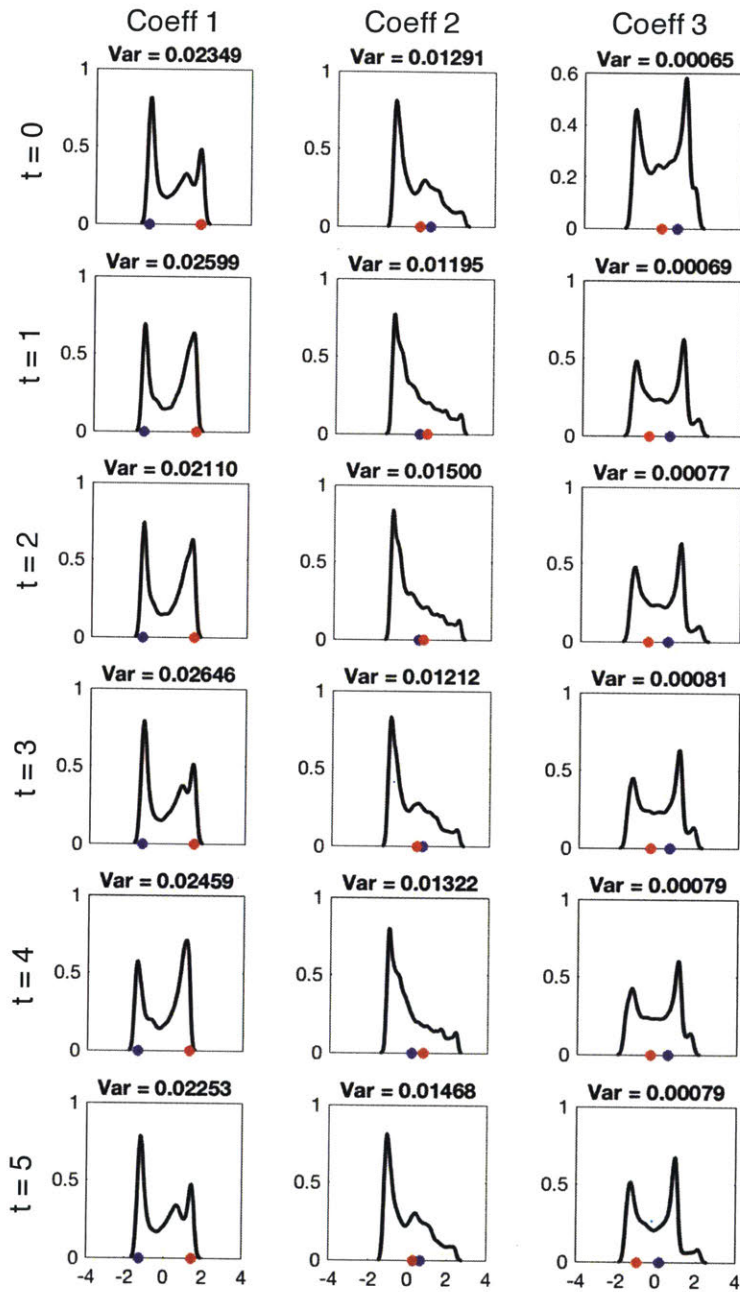 Coeff 1 Coeff 2 Coeff 3
Var = 0.02349 Var = 0.01291 Var = 0.00065
t = 0
1 0.5 0
1 0.5 0
0.6 0.4 0.2 0
Var = 0.02599 Var = 0.01195 Var = 0.00069
t = 1
1 0.5 0
1 0.5 0
1 0.5 0
Var = 0.02110 Var = 0.01500 Var = 0.00077
t = 2
1 0.5 0
1 0.5 0
1 0.5 0
Var = 0.02646 Var = 0.01212 Var = 0.00081
t = 3
1 0.5 0
1 0.5 0
1 0.5 0
Var = 0.02459 Var = 0.01322 Var = 0.00079
t = 4
1 0.5 0
1 0.5 0
1 0.5 0
Var = 0.02253 Var = 0.01468 Var = 0.00079
t = 5
1 0.5 0
1 0.5 0
1 0.5 0
-4 -2 0 2 4 -4 -2 0 2 4 -4 -2 0 2 4